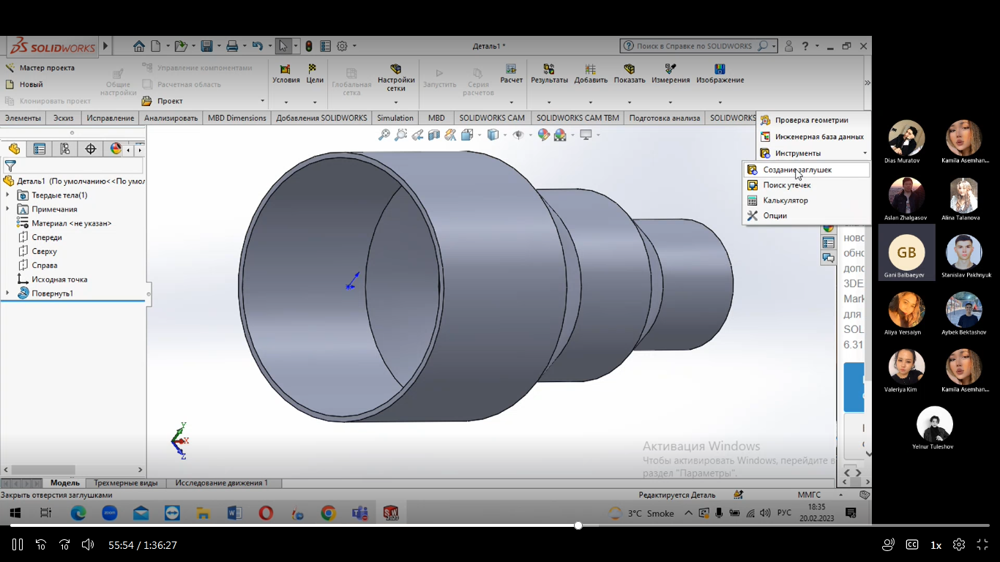 SOLIDWORKS
Деталь1 *
Поиск в Справке по SOLIDWORKS
Мастер проекта
Новый
Клонировать проект
Общие настройки
Управление компонентами
Расчетная область
Проект
Условия
Цели
Глобальная сетка
Настройки сетки
Запустить
Серия расчетов
Расчет
Результаты
Добавить
Показать
Измерения
Изображение
Элементы
Эскиз
Исправление
Анализировать
MBD Dimensions
Добавления SOLIDWORKS
Simulation
MBD
SOLIDWORKS CAM
SOLIDWORKS CAM TBM
Подготовка анализа
SOLIDWORKS
Проверка геометрии
Инженерная база данных
Инструменты
Создание заглушек
Поиск утечек
Калькулятор
Опции
Деталь1 (По умолчанию<<По умол
Твердые тела(1)
Примечания
Материал <не указан>
Спереди
Сверху
Справа
Исходная точка
Повернуть1
новс
обно
допо
3DE
Mark
для
SOL
6.31
Y
X
Z
Активация Windows
Чтобы активировать Windows, перейдите в
раздел "Параметры".
Модель
Трехмерные виды
Исследование движения 1
Закрыть отверстия заглушками
Редактируется Деталь
ММГС
3°C Smoke
РУС
18:35
20.02.2023
Dias Muratov
Kamila Asemhan...
Aslan Zhalgasov
Alina Talanova
GB
Gani Balbaeyev
Stanislav Pakhnyuk
Aliya Yersaiyn
Aybek Bektashov
Valeriya Kim
Kamila Asemhan...
Yelnur Tuleshov
10
10
55:54 / 1:36:27
CC
1x